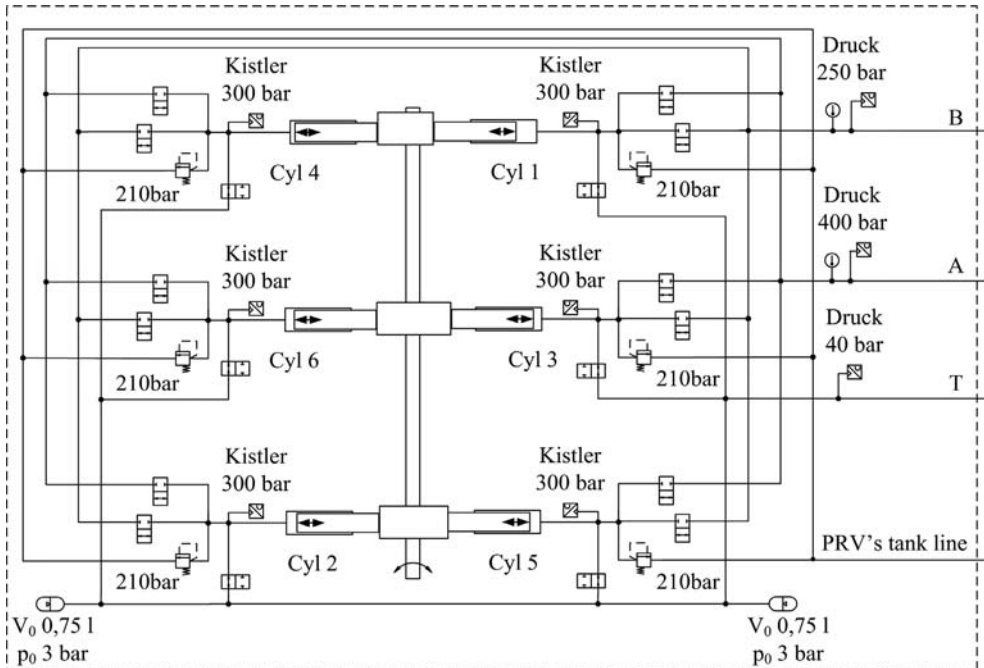 Druck
250 bar
Kistler
300 bar
Kistler
300 bar
B
Cyl 4
Cyl 1
210bar
210bar
Druck
400 bar
Kistler
300 bar
Kistler
300 bar
A
Druck
40 bar
Cyl 6
Cyl 3
210bar
210bar
T
Kistler
300 bar
Kistler
300 bar
PRV's tank line
Cyl 2
Cyl 5
210bar
210bar
V₀ 0,75 l
p₀ 3 bar
V₀ 0,75 l
p₀ 3 bar